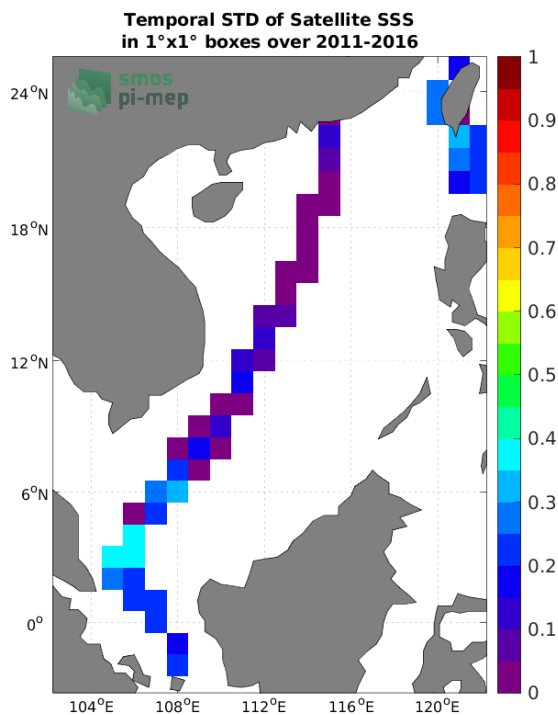 Temporal STD of Satellite SSS
in 1°x1° boxes over 2011-2016
smos
pi-mep
24°N
18°N
12°N
6°N
0°
104°E
108°E
112°E
116°E
120°E
1
0.9
0.8
0.7
0.6
0.5
0.4
0.3
0.2
0.1
0